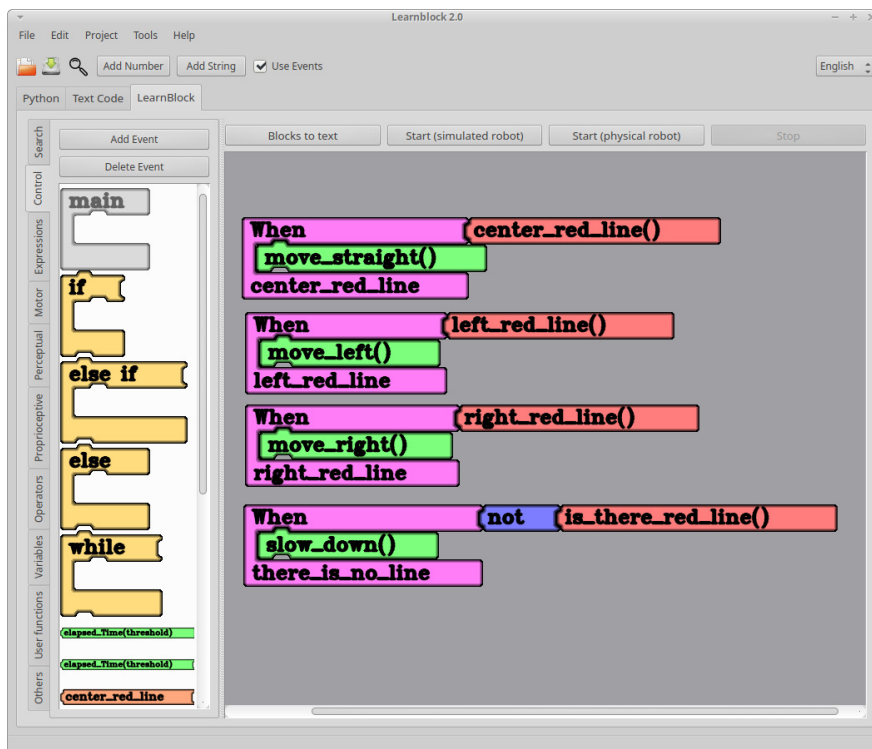 Learnblock 2.0
File Edit Project Tools Help
Add Number Add String Use Events English
Python Text Code LearnBlock
Search
Control
Expressions
Motor
Perceptual
Proprioceptive
Operators
Variables
User functions
Others
Add Event
Delete Event
main
if
else if
else
while
elapsed_Time(threshold)
elapsed_Time(threshold)
center_red_line
Blocks to text Start (simulated robot) Start (physical robot) Stop
When center_red_line()
move_straight()
center_red_line
When left_red_line()
move_left()
left_red_line
When right_red_line()
move_right()
right_red_line
When not is_there_red_line()
slow_down()
there_is_no_line